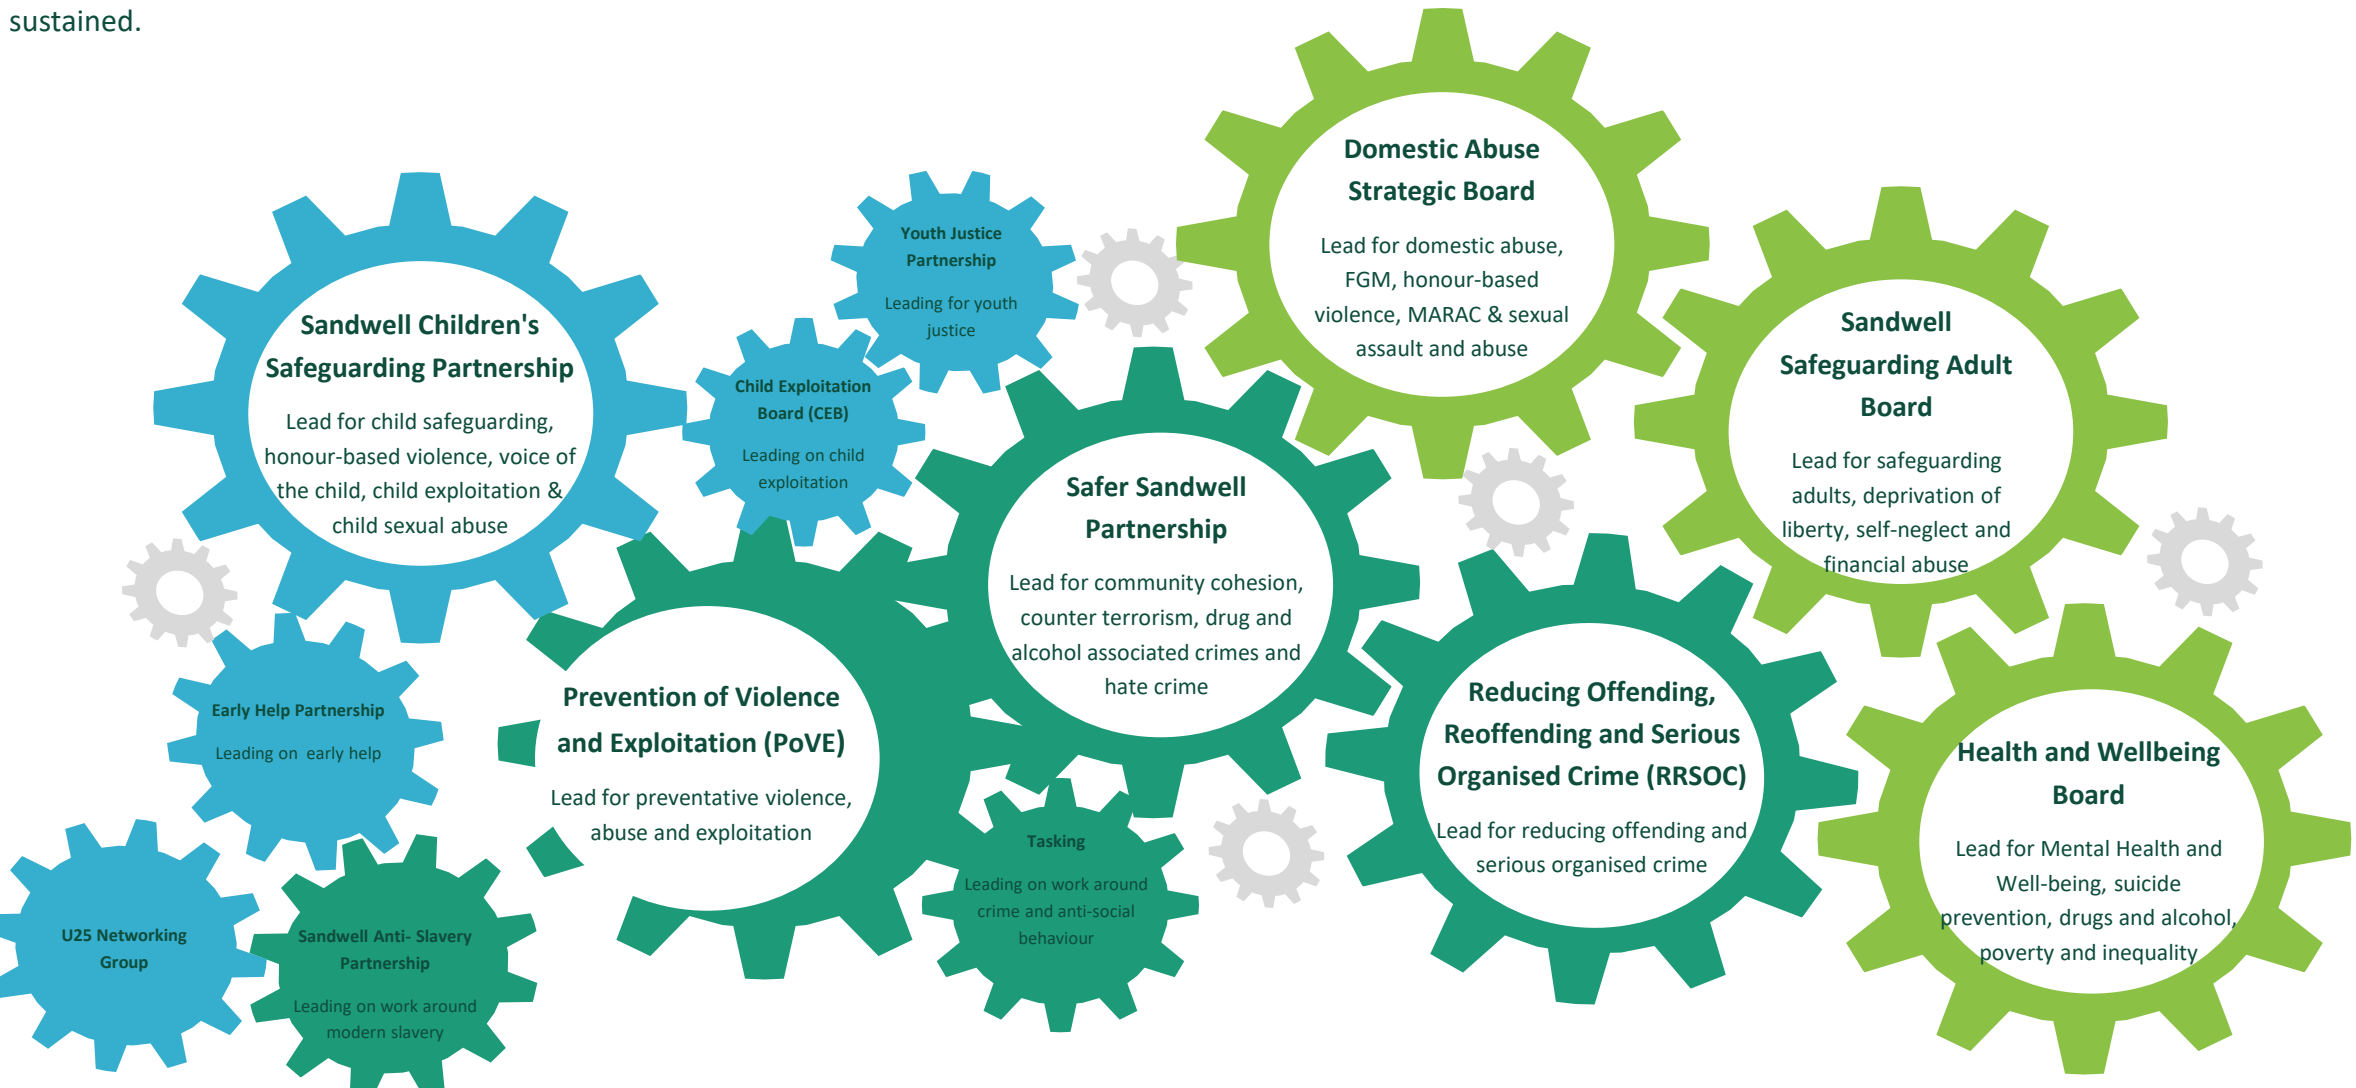 sustained.
Domestic Abuse
Strategic Board
Lead for domestic abuse,
FGM, honour-based
violence, MARAC & sexual
assault and abuse
Youth Justice
Partnership
Leading for youth
justice
Sandwell Children's
Safeguarding Partnership
Lead for child safeguarding,
honour-based violence, voice of
the child, child exploitation &
child sexual abuse
Child Exploitation
Board (CEB)
Leading on child
exploitation
Sandwell
Safeguarding Adult
Board
Lead for safeguarding
adults, deprivation of
liberty, self-neglect and
financial abuse
Safer Sandwell
Partnership
Lead for community cohesion,
counter terrorism, drug and
alcohol associated crimes and
hate crime
Early Help Partnership
Leading on early help
Prevention of Violence
and Exploitation (PoVE)
Lead for preventative violence,
abuse and exploitation
Reducing Offending,
Reoffending and Serious
Organised Crime (RRSOC)
Lead for reducing offending and
serious organised crime
Health and Wellbeing
Board
Lead for Mental Health and
Well-being, suicide
prevention, drugs and alcohol,
poverty and inequality
Tasking
Leading on work around
crime and anti-social
behaviour
U25 Networking
Group
Sandwell Anti- Slavery
Partnership
Leading on work around
modern slavery